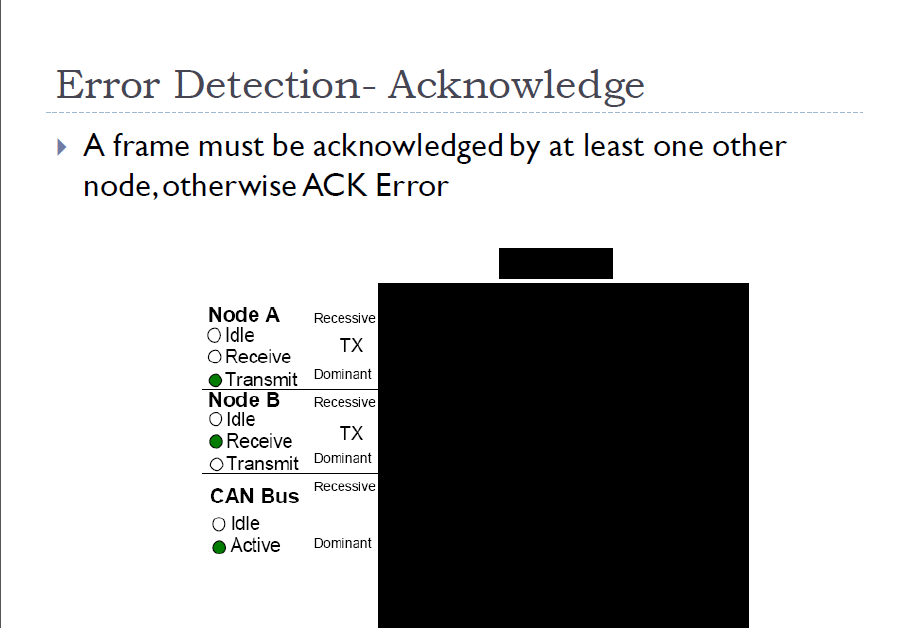 Error Detection- Acknowledge
A frame must be acknowledged by at least one other
node, otherwise ACK Error
Node A
Recessive
Idle
Receive
TX
Transmit
Dominant
Node B
Recessive
Idle
Receive
TX
Transmit
Dominant
CAN Bus
Recessive
Idle
Active
Dominant